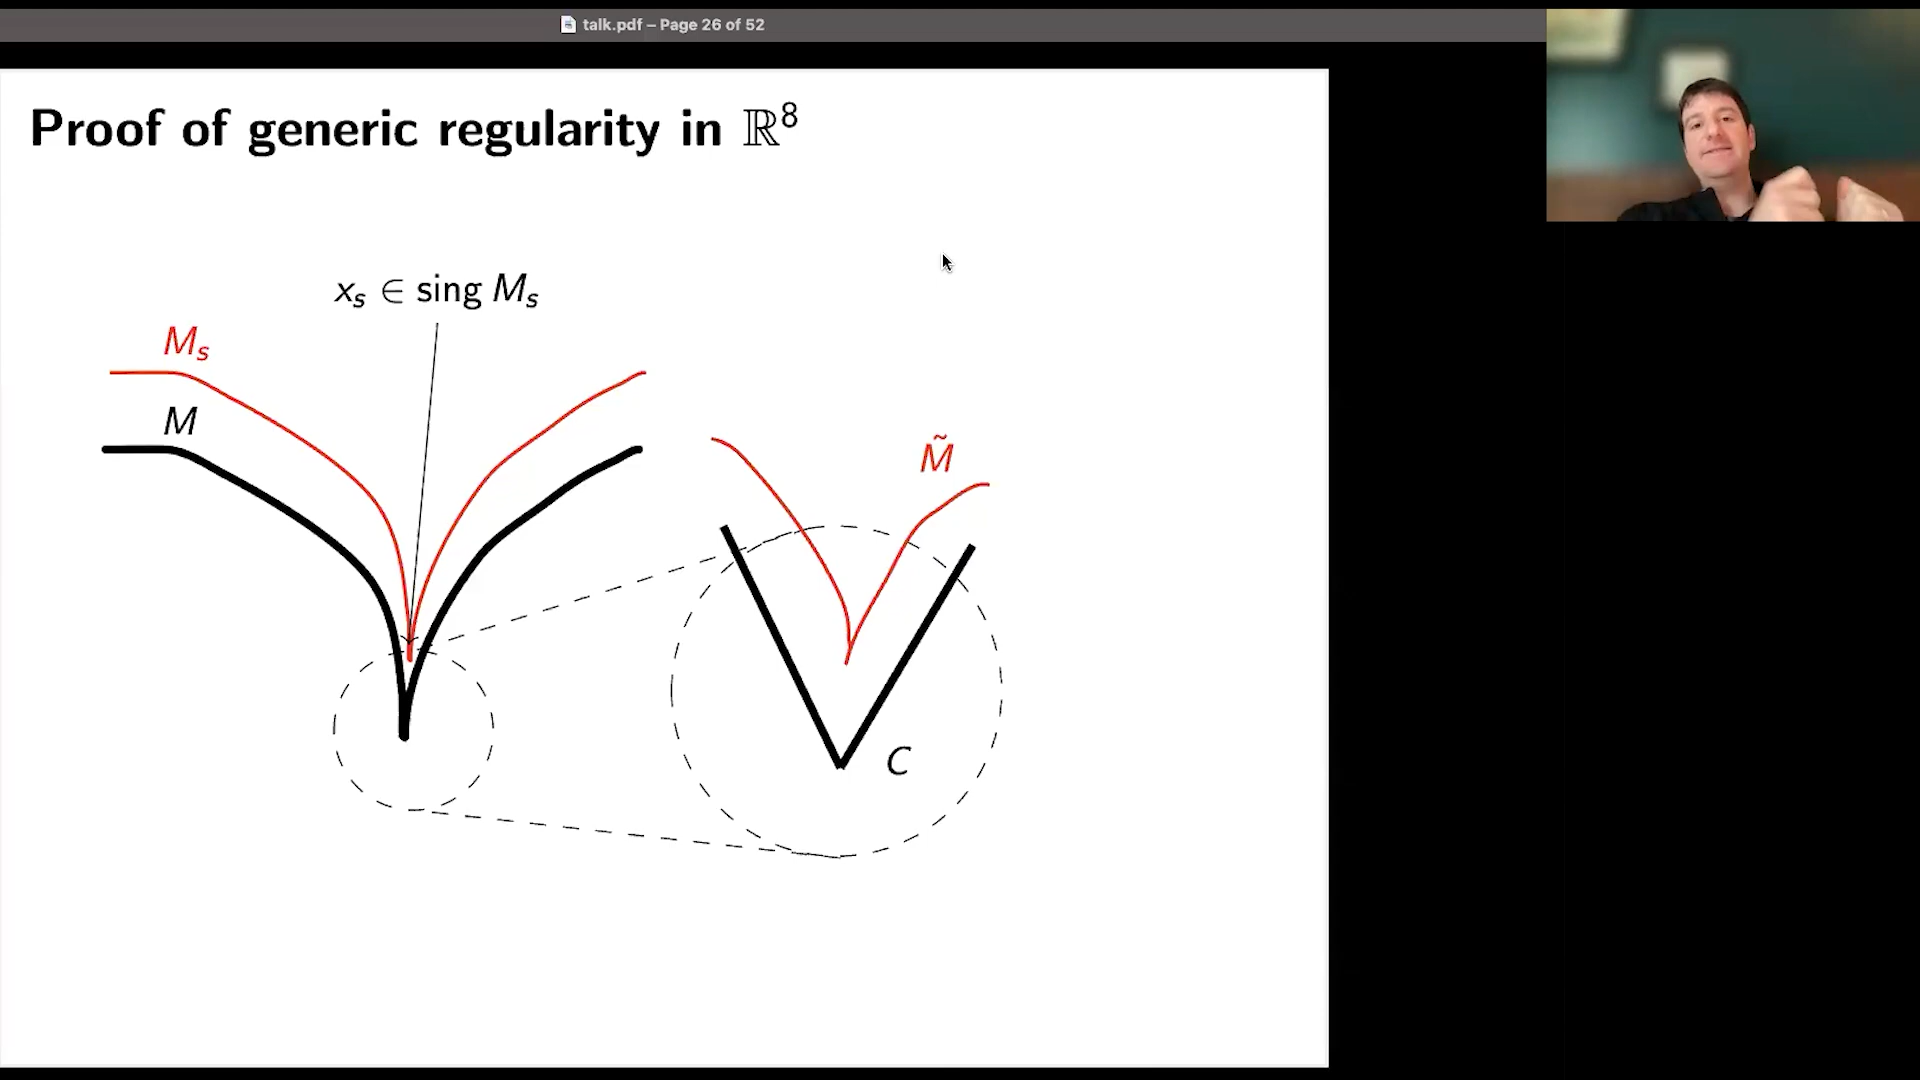 talk.pdf – Page 26 of 52
Proof of generic regularity in ℝ⁸
xₛ ∈ sing Mₛ
Mₛ
M
M̃
C